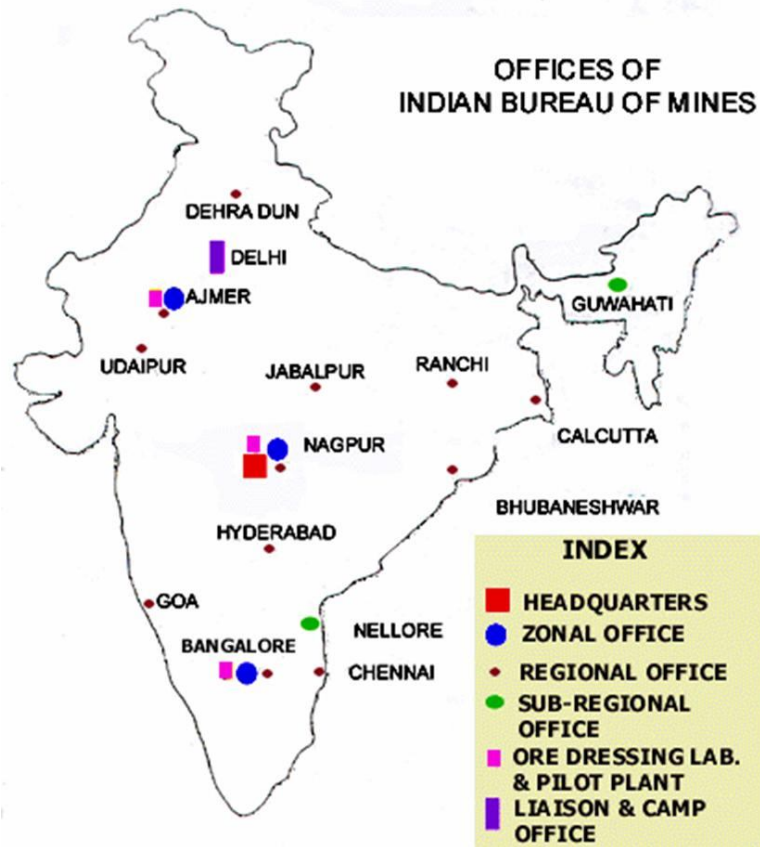 OFFICES OF
INDIAN BUREAU OF MINES
DEHRA DUN
DELHI
AJMER
GUWAHATI
UDAIPUR
JABALPUR
RANCHI
CALCUTTA
NAGPUR
BHUBANESHWAR
HYDERABAD
GOA
NELLORE
BANGALORE
CHENNAI
INDEX
HEADQUARTERS
ZONAL OFFICE
REGIONAL OFFICE
SUB-REGIONAL
OFFICE
ORE DRESSING LAB.
& PILOT PLANT
LIAISON & CAMP
OFFICE